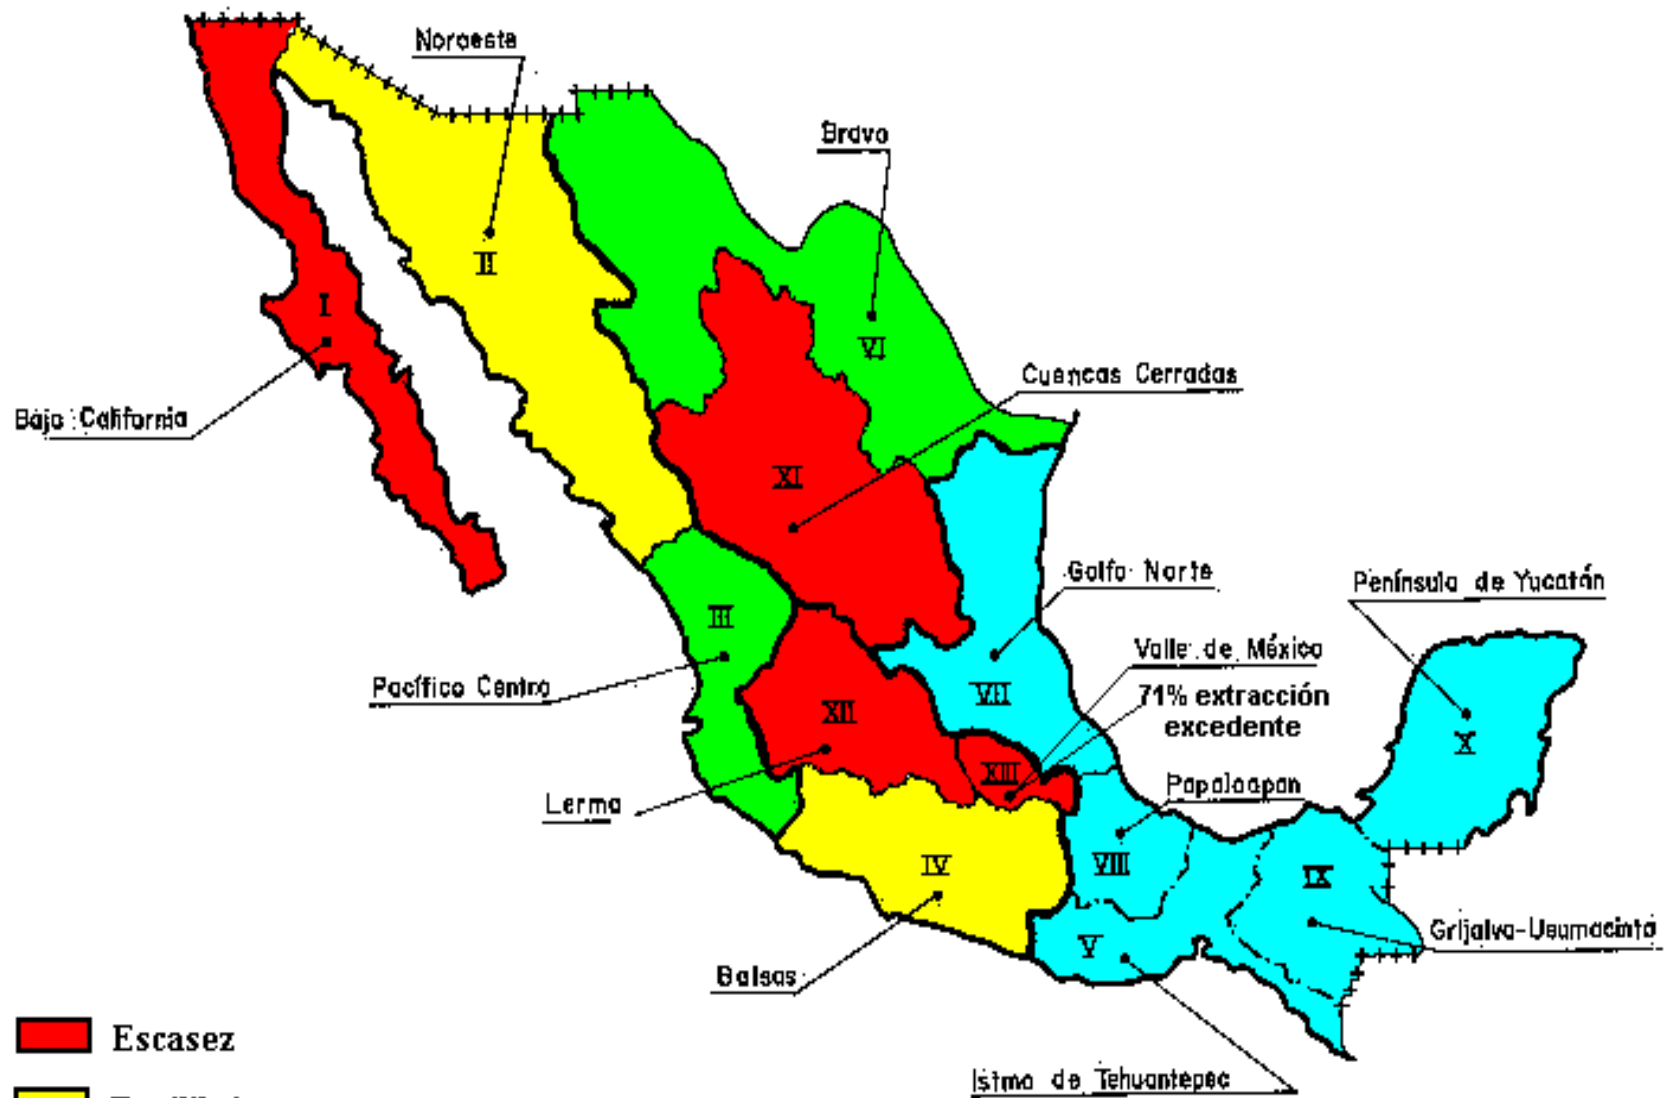 Noroeste
Bravo
II
I
VI
Cuencas Cerradas
Baja California
XI
Golfo Norte
Península de Yucatán
III
Valle de México
Pacífico Centro
VII
71% extracción
excedente
XII
X
XIII
Papaloapan
Lerma
IV
VIII
IX
Grijalva-Usumacinta
V
Balsas
Escasez
Istmo de Tehuantepec